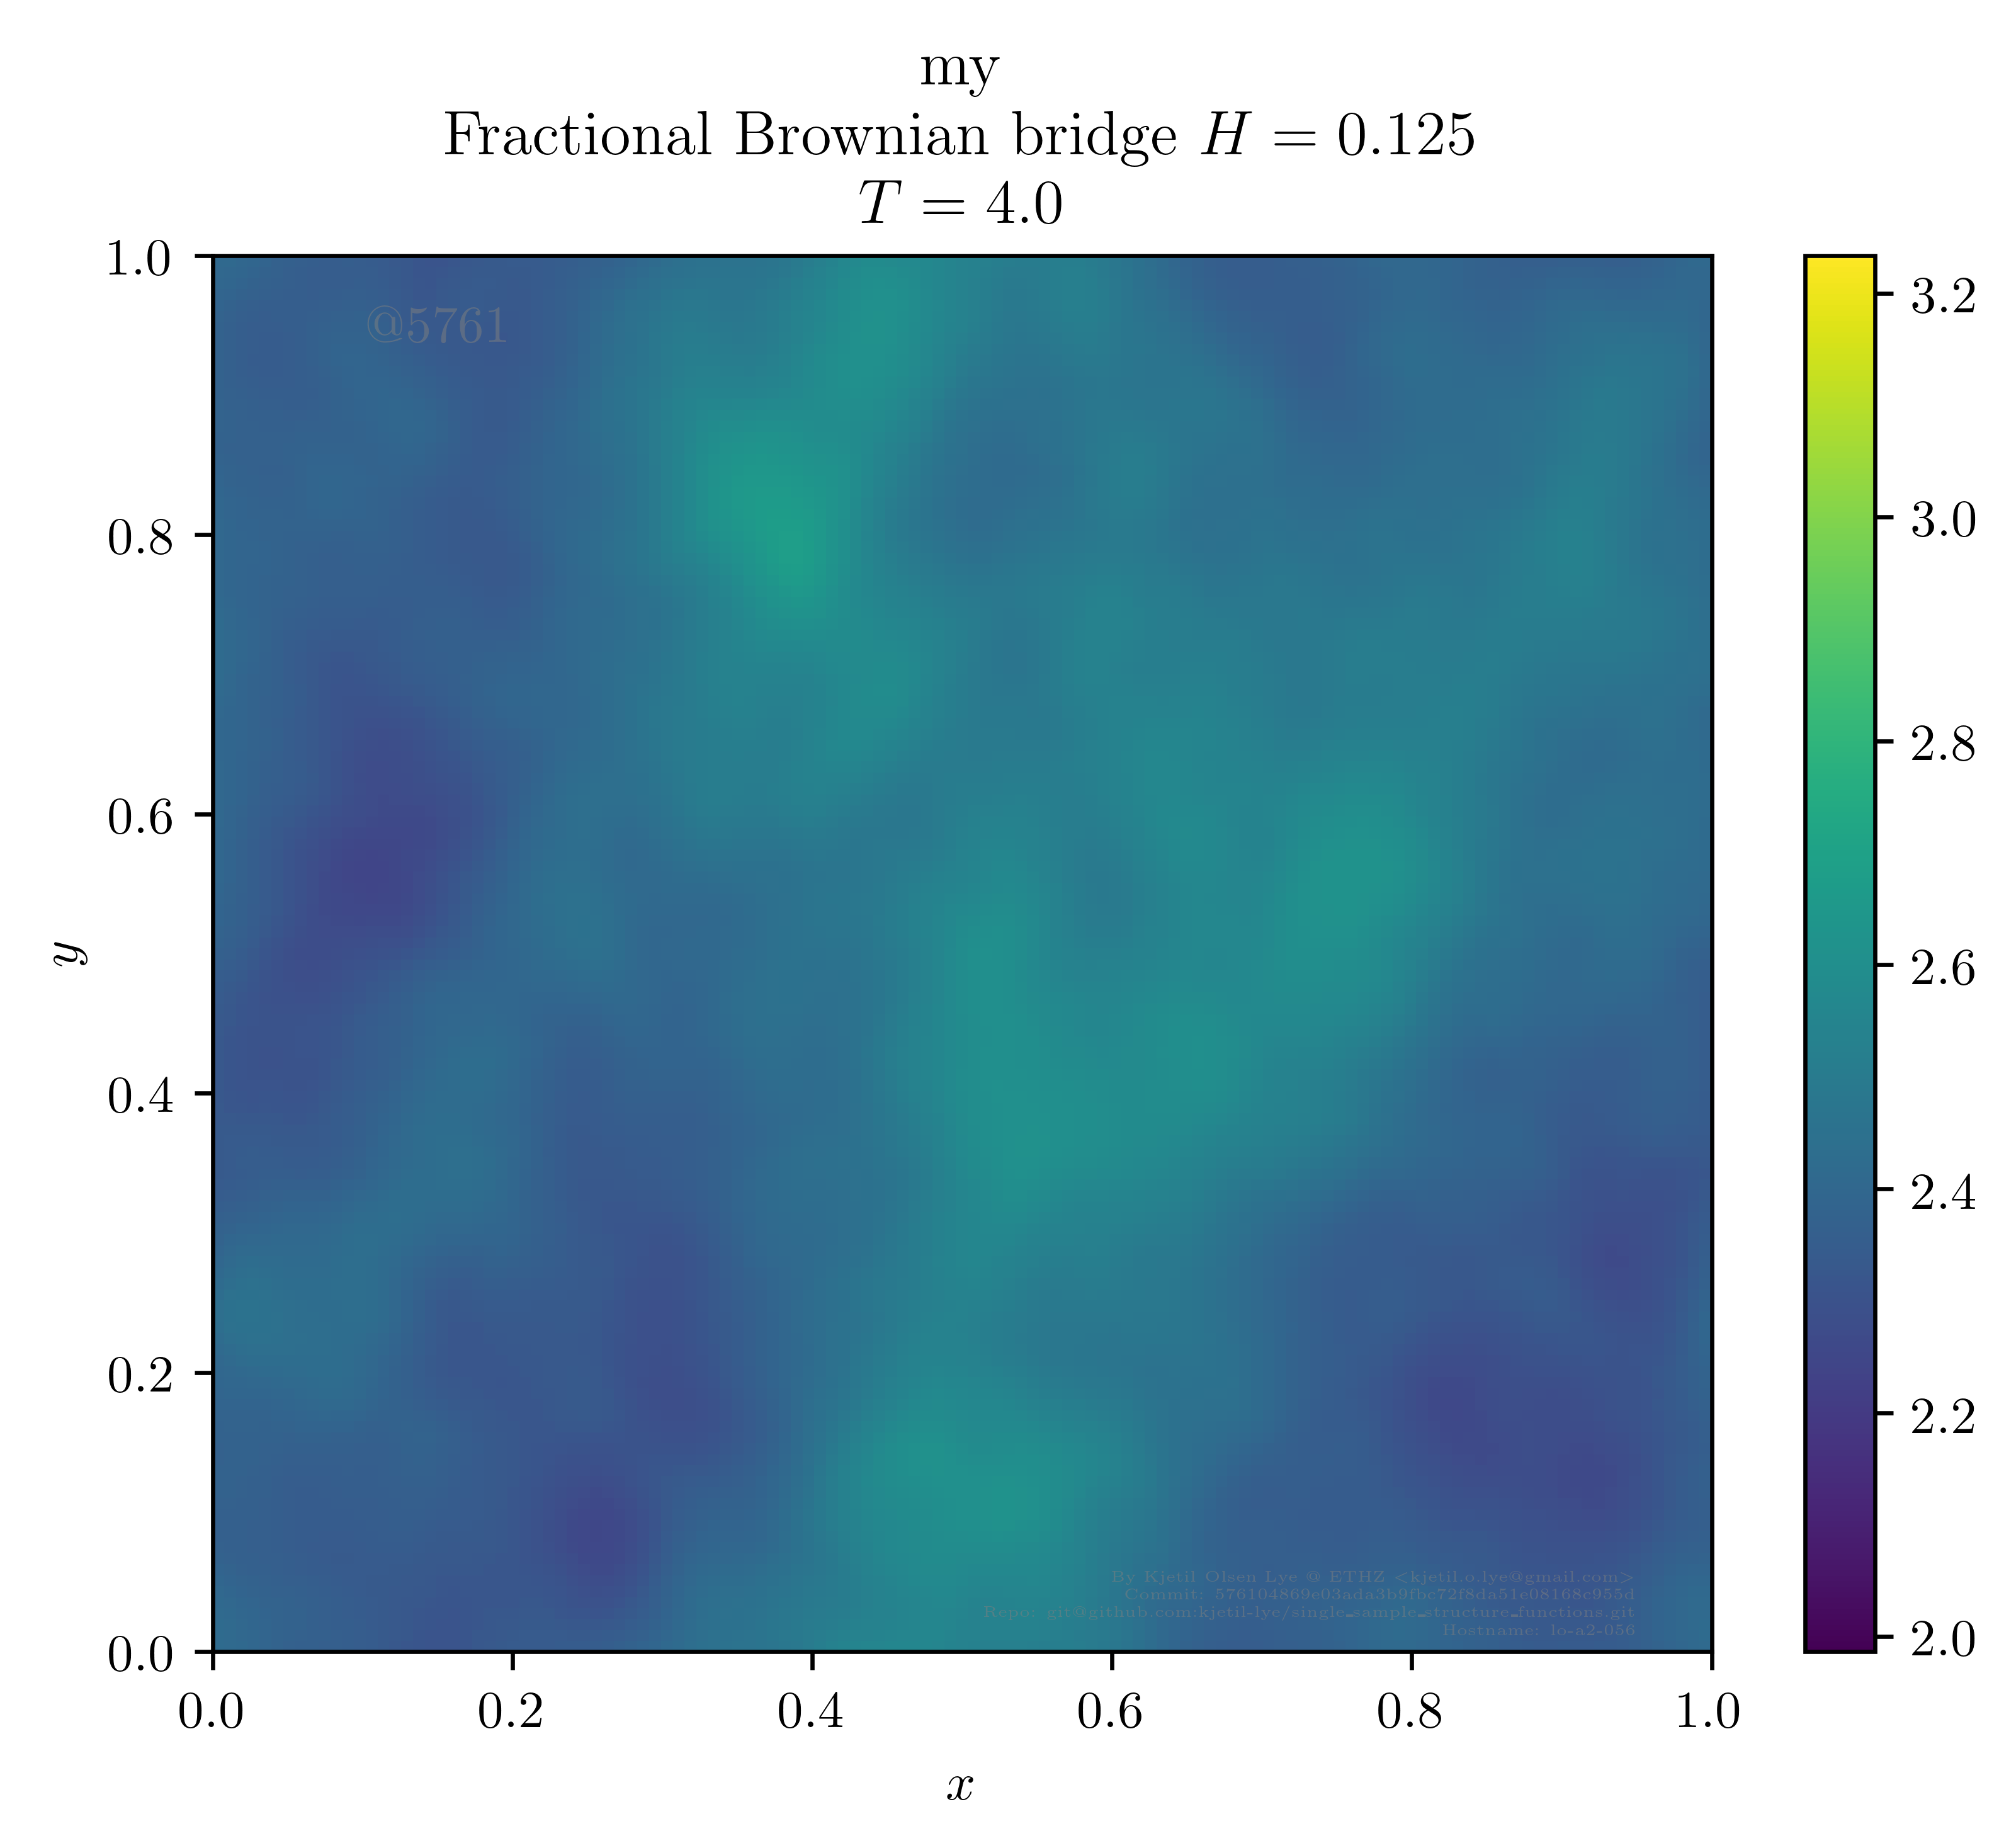 my
Fractional Brownian bridge H = 0.125
T = 4.0
1.0
0.8
0.6
0.4
0.2
0.0
y
@5761
By Kjetil Olsen Lye @ ETHZ <kjetil.o.lye@gmail.com>
Commit: 576104869e03ada3b9fbc72f8da51e08168c955d
Repo: git@github.com:kjetil-lye/single_sample_structure_functions.git
Hostname: lo-a2-056
0.0 0.2 0.4 0.6 0.8 1.0
x
3.2
3.0
2.8
2.6
2.4
2.2
2.0